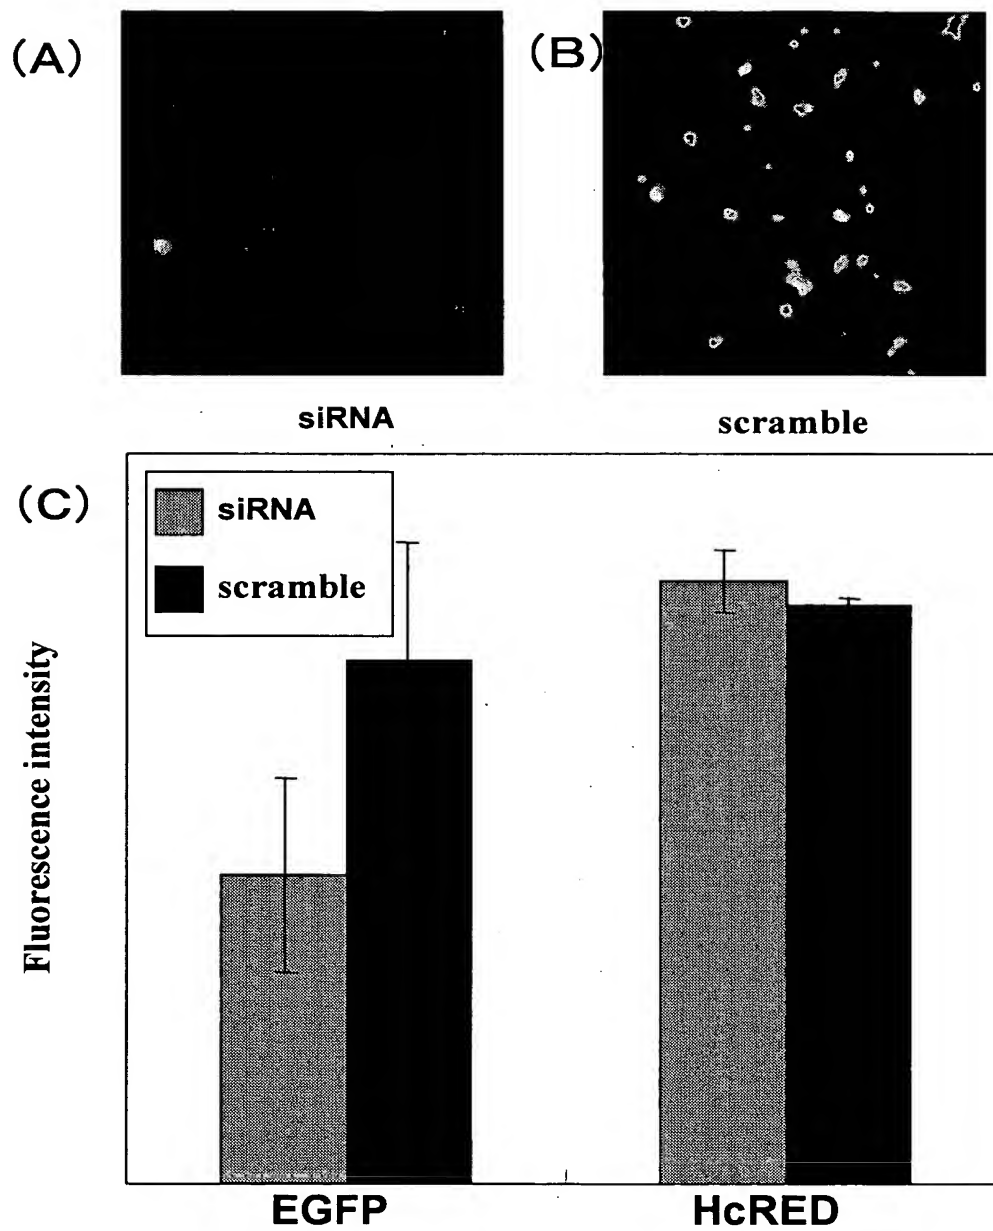 (A)
(B)
siRNA
scramble
(C)
siRNA
scramble
Fluorescence intensity
EGFP
HcRED